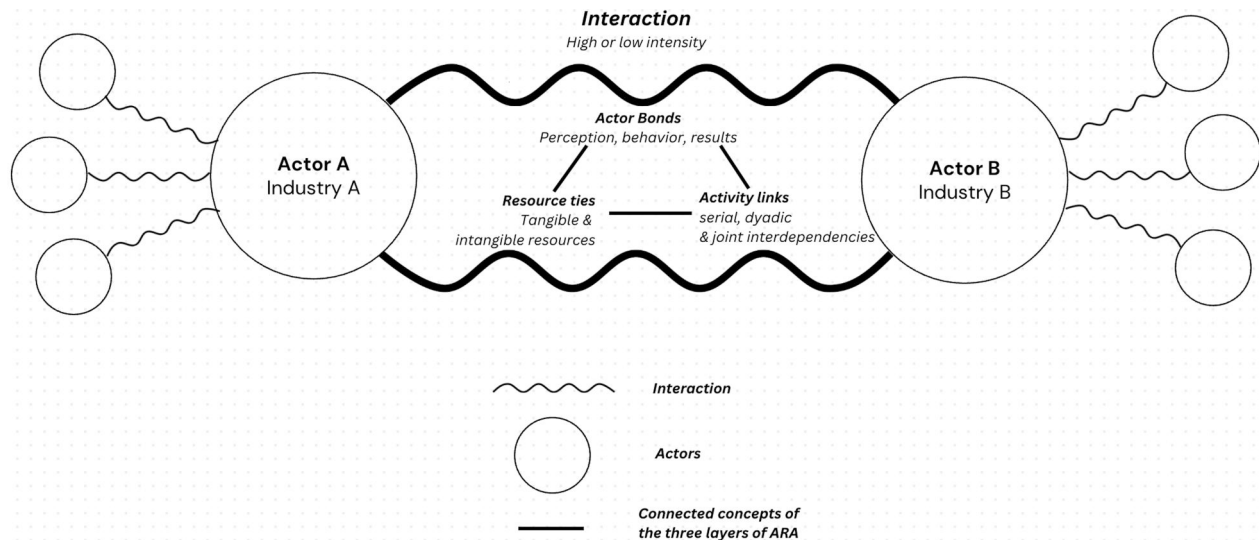 Interaction
High or low intensity
Actor Bonds
Perception, behavior, results
Actor A
Industry A
Actor B
Industry B
Resource ties
Tangible &
intangible resources
Activity links
serial, dyadic
& joint interdependencies
Interaction
Actors
Connected concepts of
the three layers of ARA